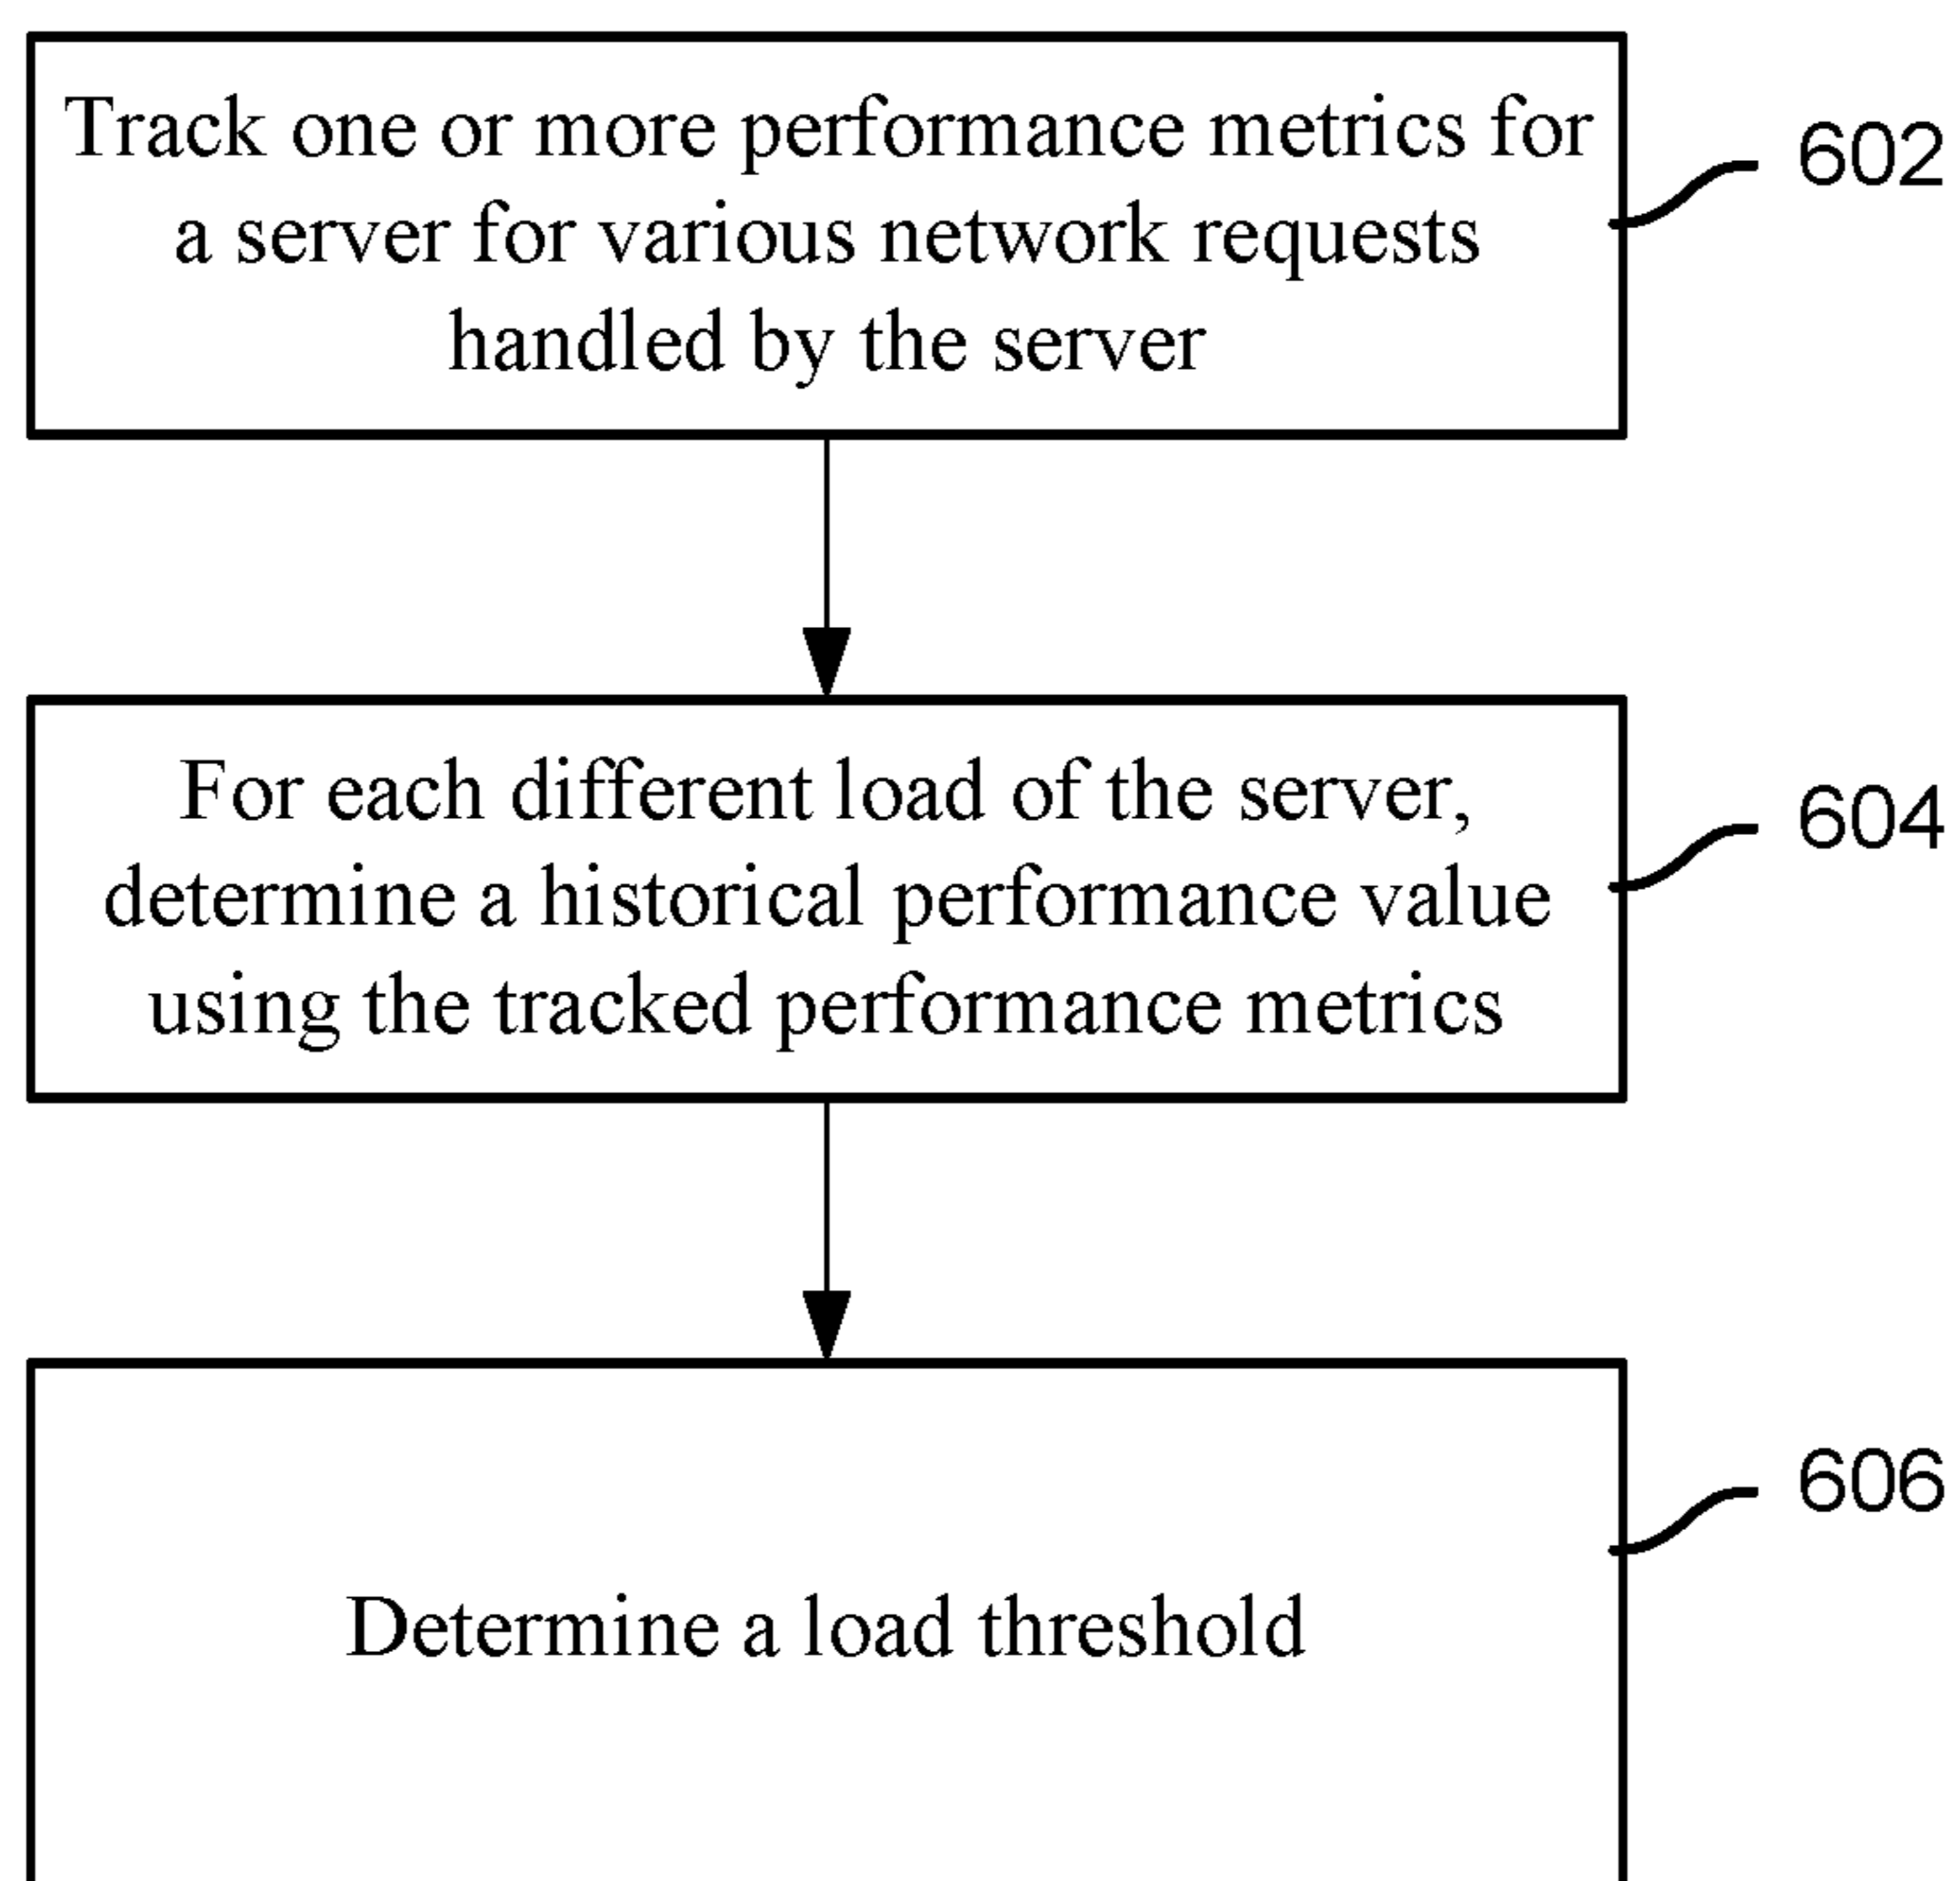 Track one or more performance metrics for
a server for various network requests
handled by the server
602
For each different load of the server,
determine a historical performance value
using the tracked performance metrics
604
606
Determine a load threshold